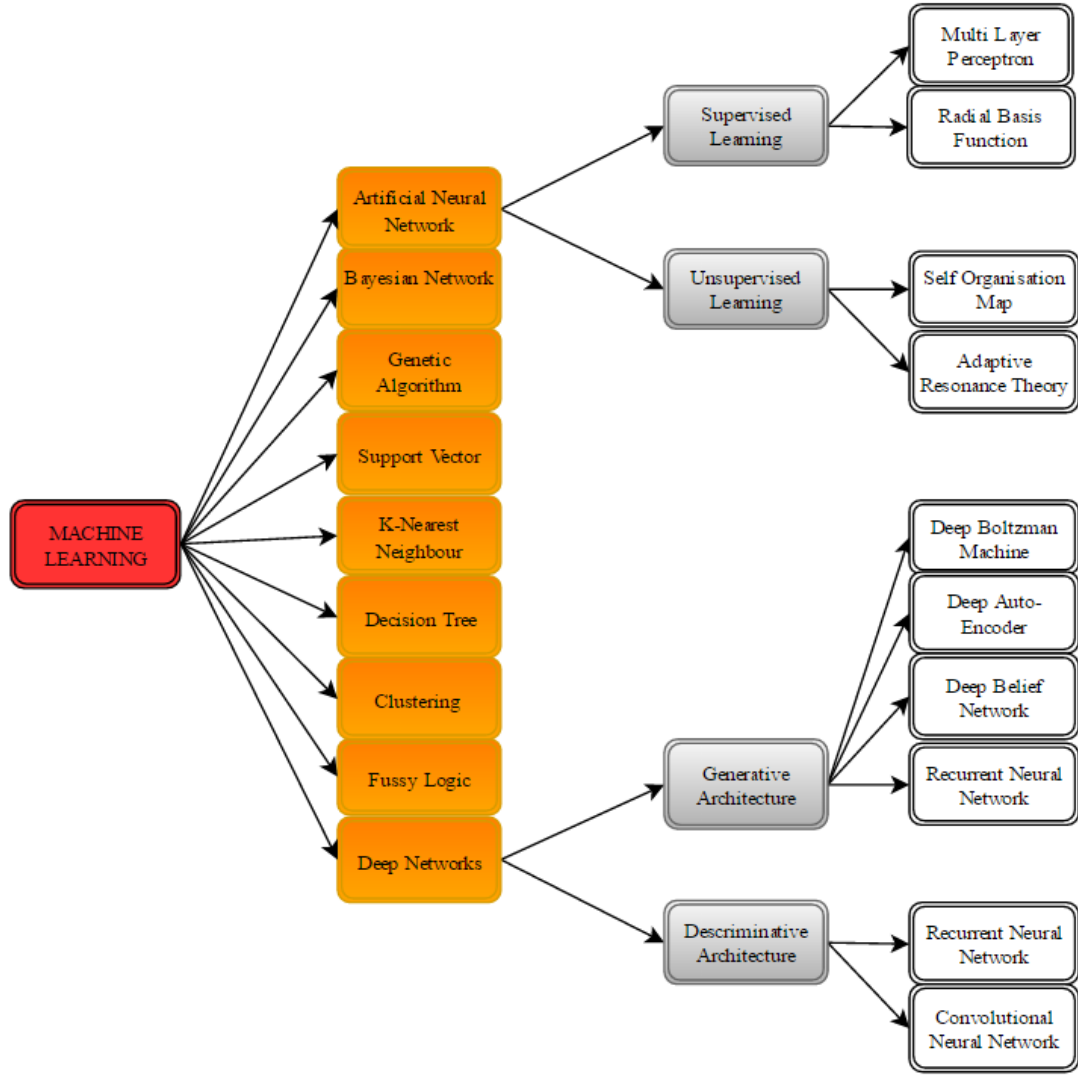 MACHINE
LEARNING
Artificial Neural
Network
Bayesian Network
Genetic
Algorithm
Support Vector
K-Nearest
Neighbour
Decision Tree
Clustering
Fussy Logic
Deep Networks
Supervised
Learning
Unsupervised
Learning
Generative
Architecture
Descriminative
Architecture
Multi Layer
Perceptron
Radial Basis
Function
Self Organisation
Map
Adaptive
Resonance Theory
Deep Boltzman
Machine
Deep Auto-
Encoder
Deep Belief
Network
Recurrent Neural
Network
Recurrent Neural
Network
Convolutional
Neural Network